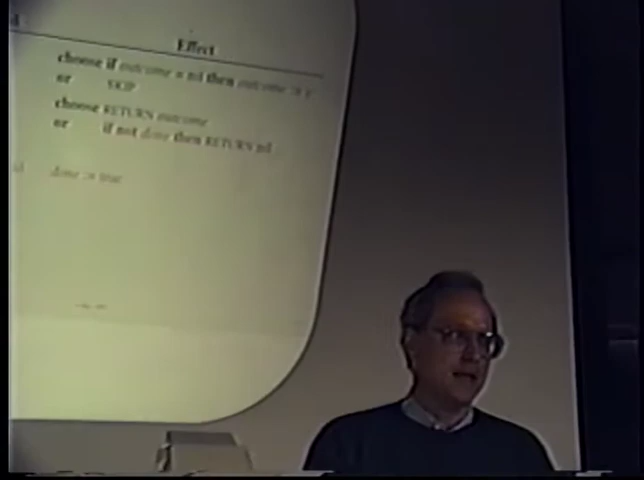 d
Effect
choose if outcome = nil then outcome :=
or SKIP
choose RETURN outcome
or if not done then RETURN nil
done := true